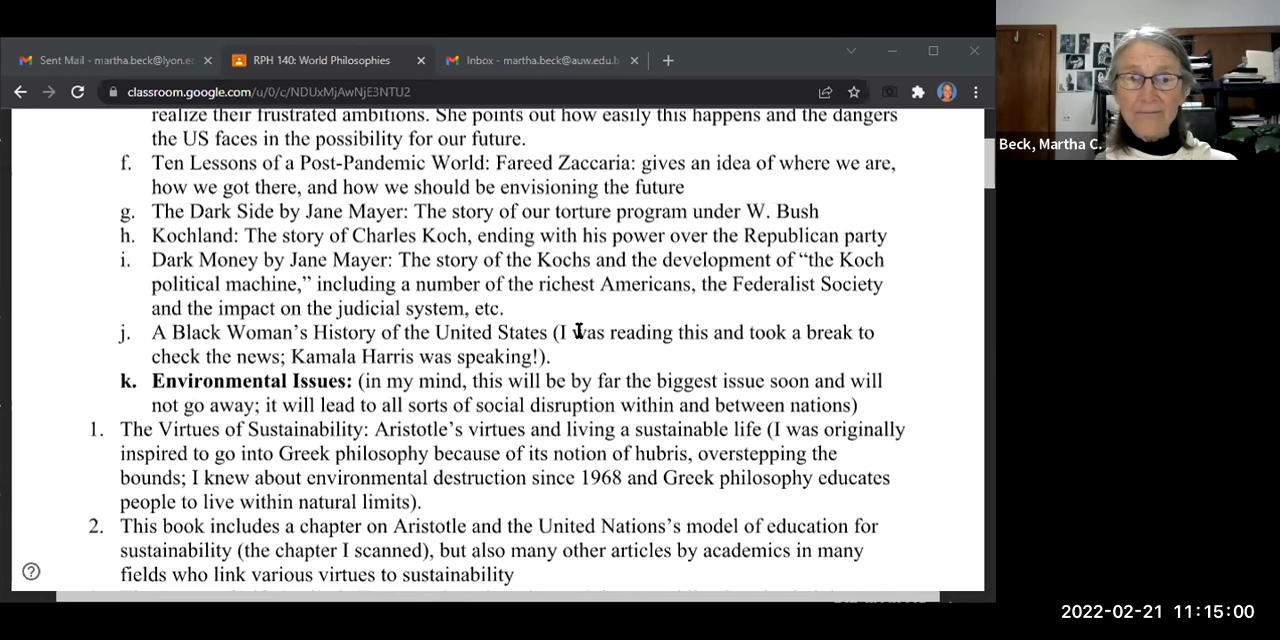 Sent Mail - martha.beck@lyon.e
RPH 140: World Philosophies
Inbox - martha.beck@auw.edu.b
classroom.google.com/u/0/c/NDUxMjAwNjE3NTU2
Beck, Martha C.
realize their frustrated ambitions. She points out how easily this happens and the dangers
the US faces in the possibility for our future.
f. Ten Lessons of a Post-Pandemic World: Fareed Zaccaria: gives an idea of where we are,
how we got there, and how we should be envisioning the future
g. The Dark Side by Jane Mayer: The story of our torture program under W. Bush
h. Kochland: The story of Charles Koch, ending with his power over the Republican party
i. Dark Money by Jane Mayer: The story of the Kochs and the development of “the Koch
political machine,” including a number of the richest Americans, the Federalist Society
and the impact on the judicial system, etc.
j. A Black Woman’s History of the United States (I was reading this and took a break to
check the news; Kamala Harris was speaking!).
k. Environmental Issues: (in my mind, this will be by far the biggest issue soon and will
not go away; it will lead to all sorts of social disruption within and between nations)
1. The Virtues of Sustainability: Aristotle’s virtues and living a sustainable life (I was originally
inspired to go into Greek philosophy because of its notion of hubris, overstepping the
bounds; I knew about environmental destruction since 1968 and Greek philosophy educates
people to live within natural limits).
2. This book includes a chapter on Aristotle and the United Nations’s model of education for
sustainability (the chapter I scanned), but also many other articles by academics in many
fields who link various virtues to sustainability
2022-02-21 11:15:00